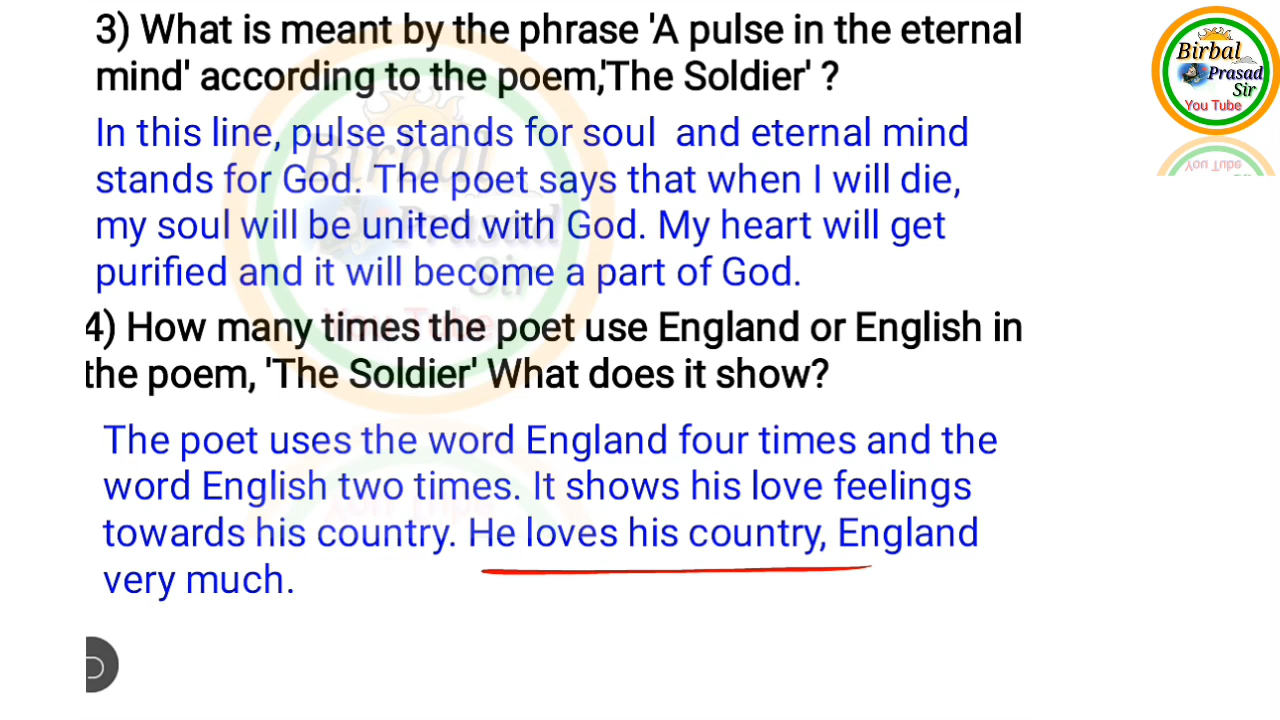 3) What is meant by the phrase 'A pulse in the eternal
mind' according to the poem,'The Soldier' ?
In this line, pulse stands for soul and eternal mind
stands for God. The poet says that when I will die,
my soul will be united with God. My heart will get
purified and it will become a part of God.
4) How many times the poet use England or English in
the poem, 'The Soldier' What does it show?
The poet uses the word England four times and the
word English two times. It shows his love feelings
towards his country. He loves his country, England
very much.
Birbal
Prasad
Sir
You Tube
Birbal
Prasad
Sir
You Tube